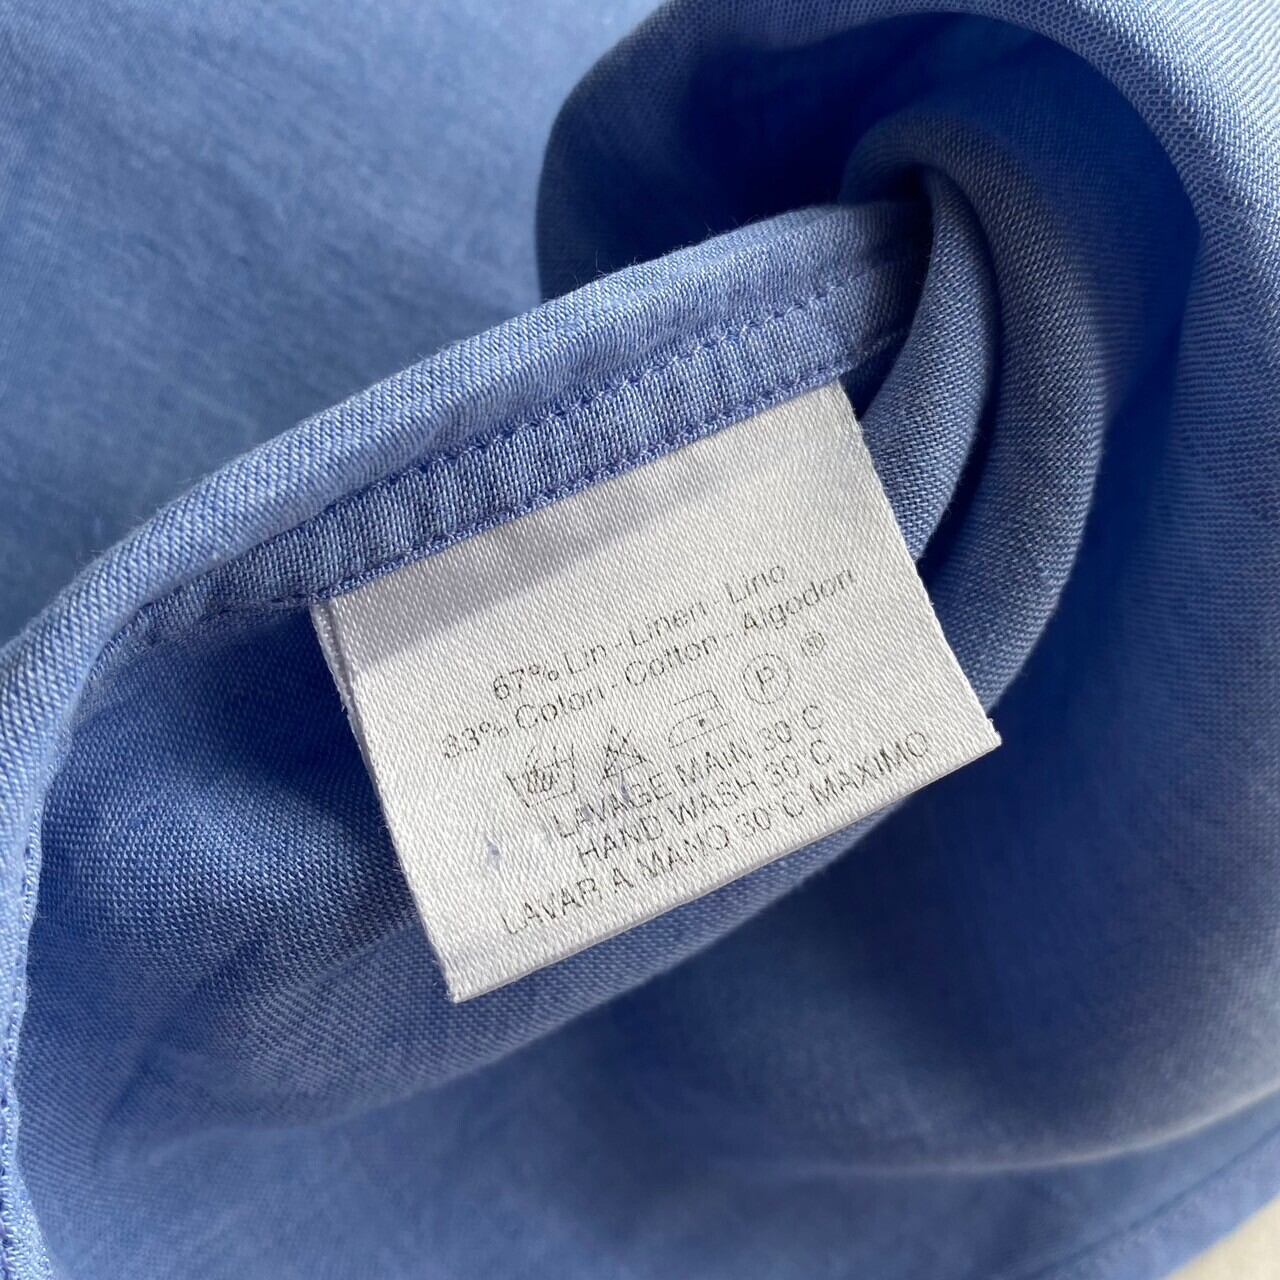 67% Lin - Linen - Lino
33% Coton - Cotton - Algodon
P ®
LAVAGE MAIN 30 C
HAND WASH 30 C
LAVAR A MANO 30°C MAXIMO